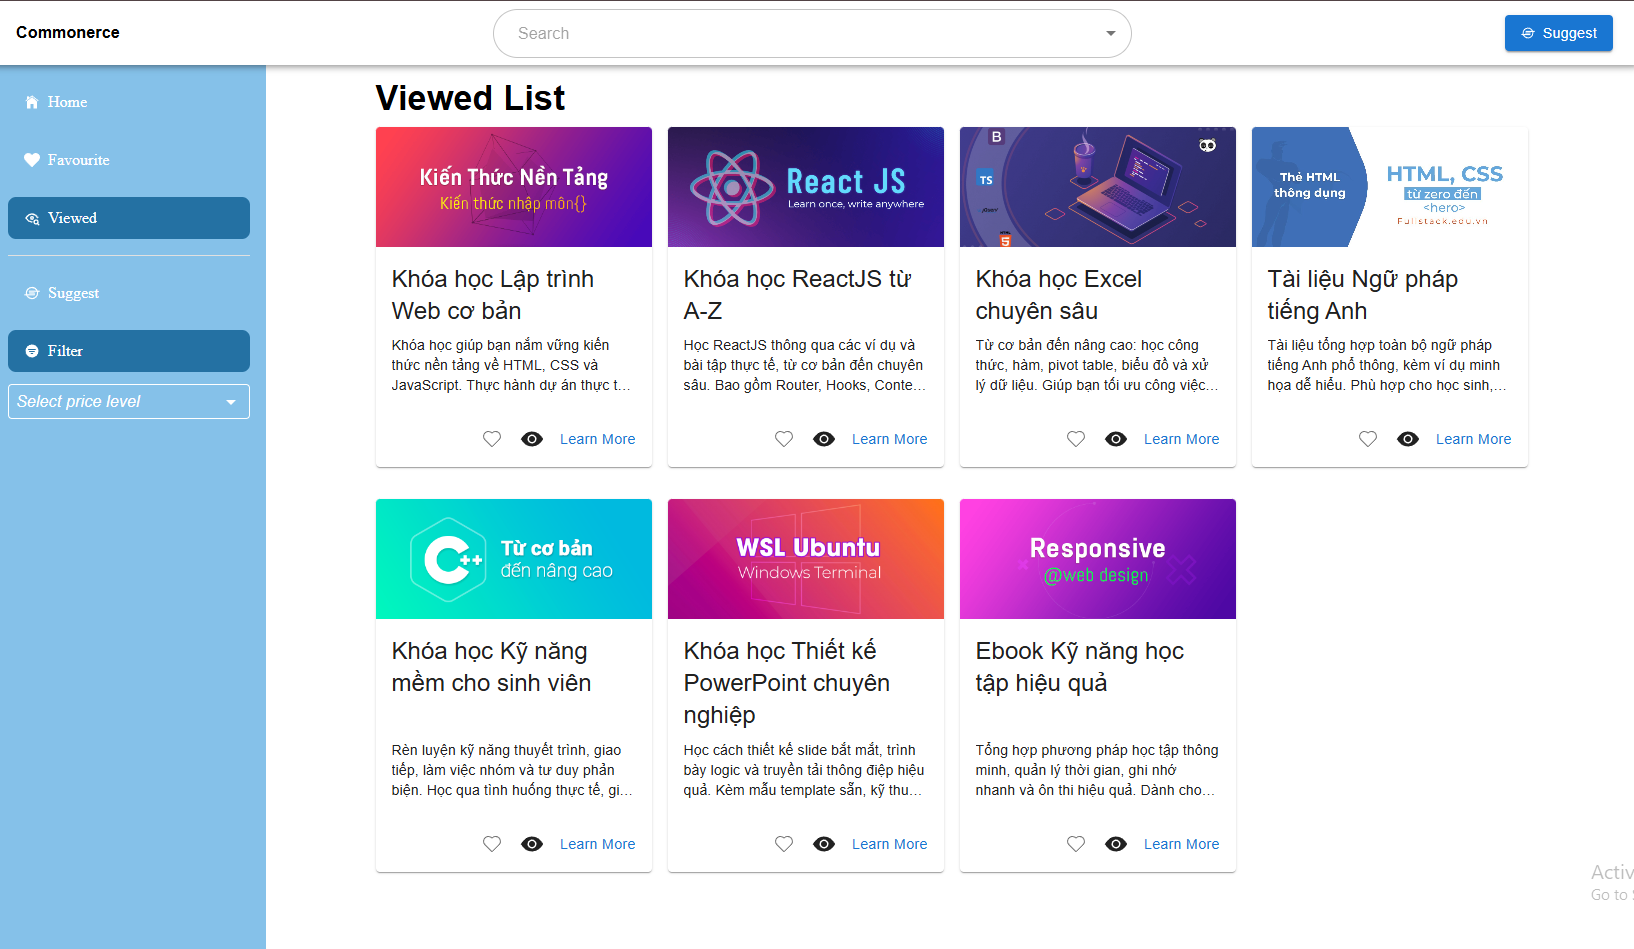 Commonerce
Search
Suggest
Home
Favourite
Viewed
Suggest
Filter
Select price level
Viewed List
Kiến Thức Nền Tảng
Kiến thức nhập môn{}
Khóa học Lập trình
Web cơ bản
Khóa học giúp bạn nắm vững kiến
thức nền tảng về HTML, CSS và
JavaScript. Thực hành dự án thực t…
Learn More
React JS
Learn once, write anywhere
Khóa học ReactJS từ
A-Z
Học ReactJS thông qua các ví dụ và
bài tập thực tế, từ cơ bản đến chuyên
sâu. Bao gồm Router, Hooks, Conte…
Learn More
B
TS
jQuery
HTML
5
Khóa học Excel
chuyên sâu
Từ cơ bản đến nâng cao: học công
thức, hàm, pivot table, biểu đồ và xử
lý dữ liệu. Giúp bạn tối ưu công việc…
Learn More
Thẻ HTML
thông dụng
HTML, CSS
từ zero đến
<hero>
Fullstack.edu.vn
Tài liệu Ngữ pháp
tiếng Anh
Tài liệu tổng hợp toàn bộ ngữ pháp
tiếng Anh phổ thông, kèm ví dụ minh
họa dễ hiểu. Phù hợp cho học sinh,…
Learn More
C++
Từ cơ bản
đến nâng cao
Khóa học Kỹ năng
mềm cho sinh viên
Rèn luyện kỹ năng thuyết trình, giao
tiếp, làm việc nhóm và tư duy phản
biện. Học qua tình huống thực tế, gi…
Learn More
WSL Ubuntu
Windows Terminal
Khóa học Thiết kế
PowerPoint chuyên
nghiệp
Học cách thiết kế slide bắt mắt, trình
bày logic và truyền tải thông điệp hiệu
quả. Kèm mẫu template sẵn, kỹ thu…
Learn More
Responsive
@web design
Ebook Kỹ năng học
tập hiệu quả
Tổng hợp phương pháp học tập thông
minh, quản lý thời gian, ghi nhớ
nhanh và ôn thi hiệu quả. Dành cho…
Learn More
Activ
Go to S